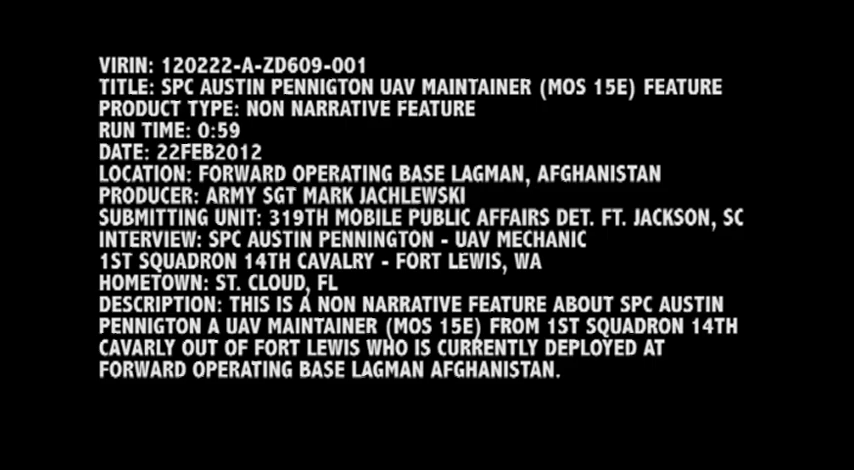 VIRIN: 120222-A-ZD609-001
TITLE: SPC AUSTIN PENNIGTON UAV MAINTAINER (MOS 15E) FEATURE
PRODUCT TYPE: NON NARRATIVE FEATURE
RUN TIME: 0:59
DATE: 22FEB2012
LOCATION: FORWARD OPERATING BASE LAGMAN, AFGHANISTAN
PRODUCER: ARMY SGT MARK JACHLEWSKI
SUBMITTING UNIT: 319TH MOBILE PUBLIC AFFAIRS DET. FT. JACKSON, SC
INTERVIEW: SPC AUSTIN PENNINGTON - UAV MECHANIC
1ST SQUADRON 14TH CAVALRY - FORT LEWIS, WA
HOMETOWN: ST. CLOUD, FL
DESCRIPTION: THIS IS A NON NARRATIVE FEATURE ABOUT SPC AUSTIN
PENNIGTON A UAV MAINTAINER (MOS 15E) FROM 1ST SQUADRON 14TH
CAVARLY OUT OF FORT LEWIS WHO IS CURRENTLY DEPLOYED AT
FORWARD OPERATING BASE LAGMAN AFGHANISTAN.